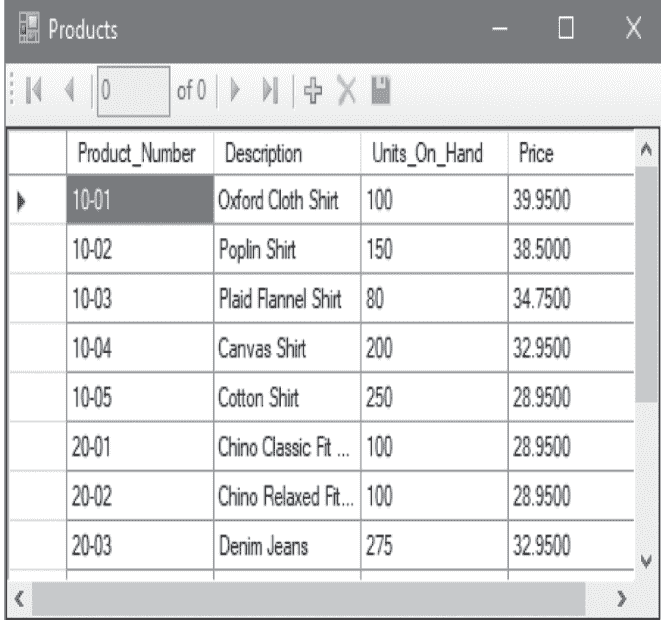 Products
0 of 0
Product_Number Description Units_On_Hand Price
10-01 Oxford Cloth Shirt 100 39.9500
10-02 Poplin Shirt 150 38.5000
10-03 Plaid Flannel Shirt 80 34.7500
10-04 Canvas Shirt 200 32.9500
10-05 Cotton Shirt 250 28.9500
20-01 Chino Classic Fit ... 100 28.9500
20-02 Chino Relaxed Fit... 100 28.9500
20-03 Denim Jeans 275 32.9500